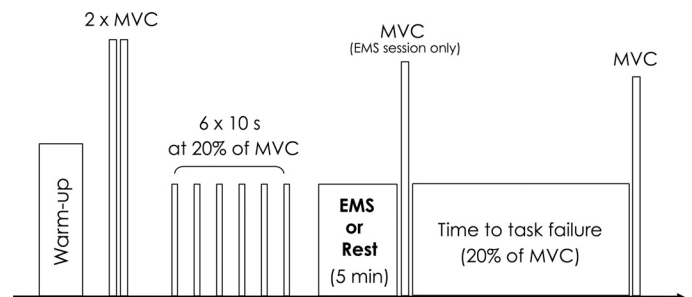 2 x MVC
MVC
(EMS session only)
MVC
6 x 10 s
at 20% of MVC
Warm-up
EMS
or
Rest
(5 min)
Time to task failure
(20% of MVC)